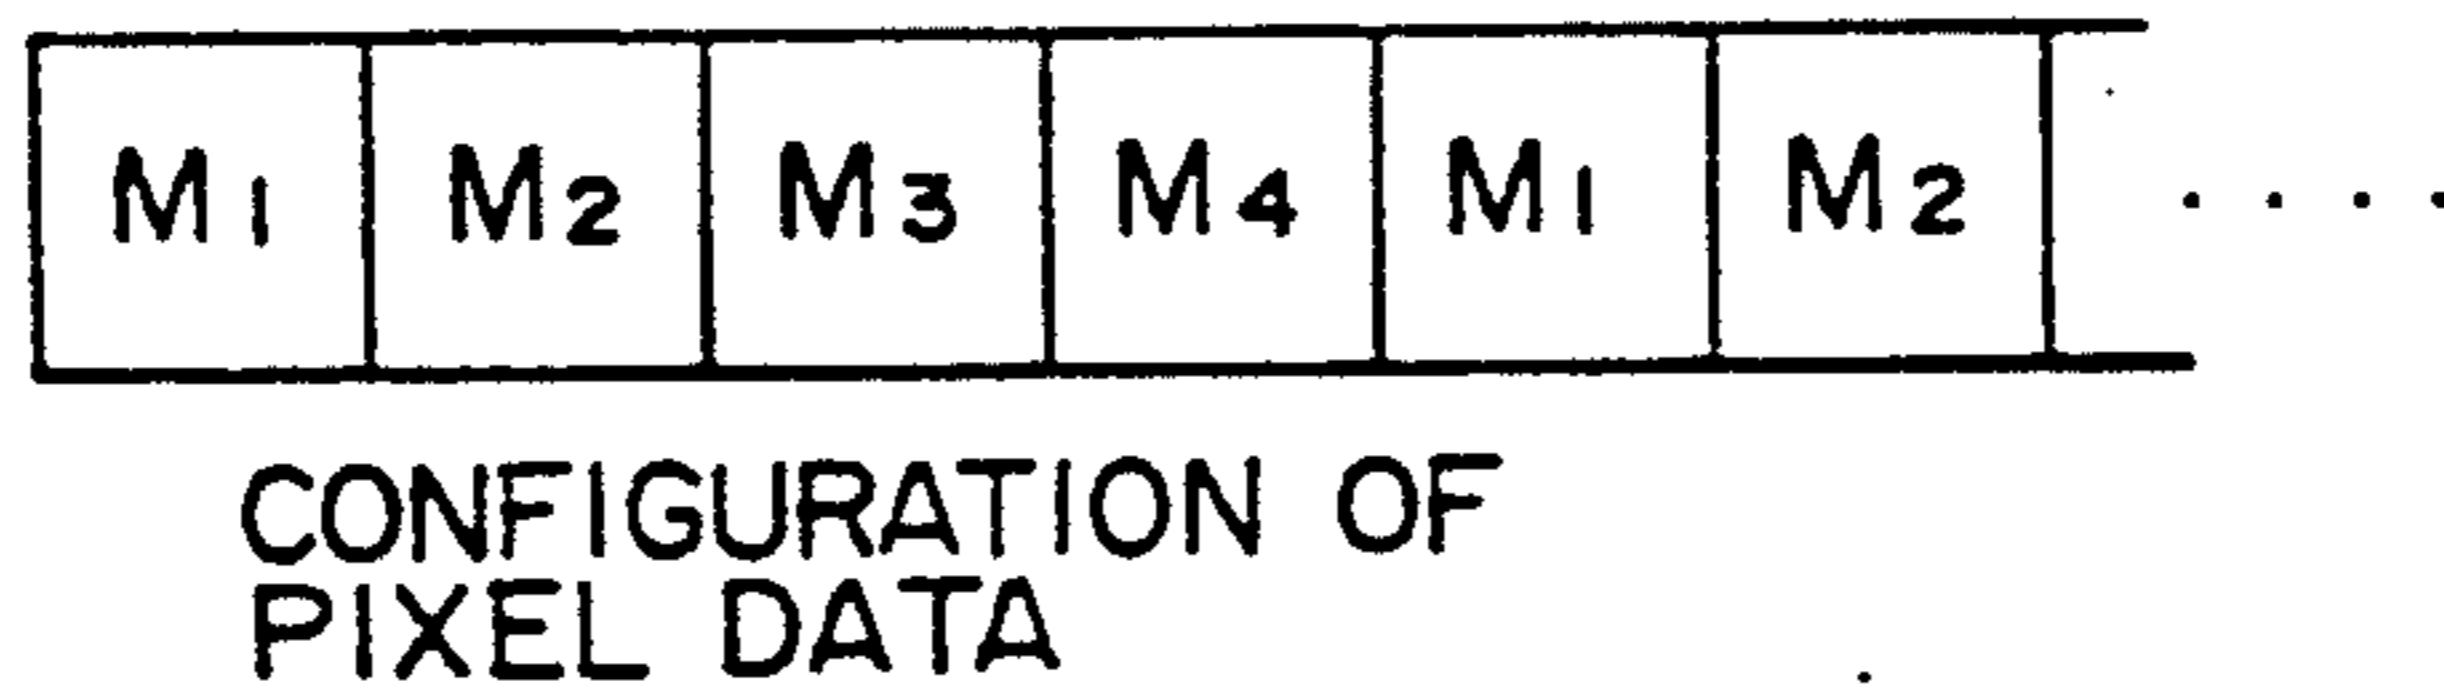 M1 M2 M3 M4 M1 M2 ....
CONFIGURATION OF
PIXEL DATA